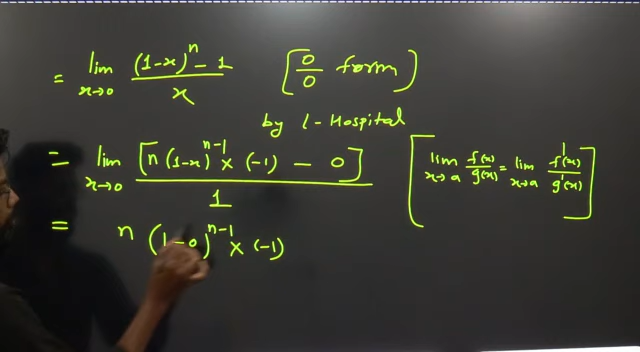 = lim x→0 ((1-x)^n - 1)/x [0/0 form]
by L-Hospital
= lim x→0 [n(1-x)^(n-1) × (-1) - 0]/1 [lim x→a f(x)/g(x) = lim x→a f'(x)/g'(x)]
= n (1-0)^(n-1) × (-1)